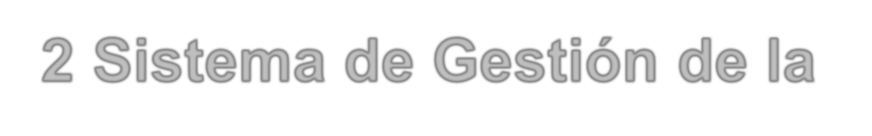 2 Sistema de Gestión de la